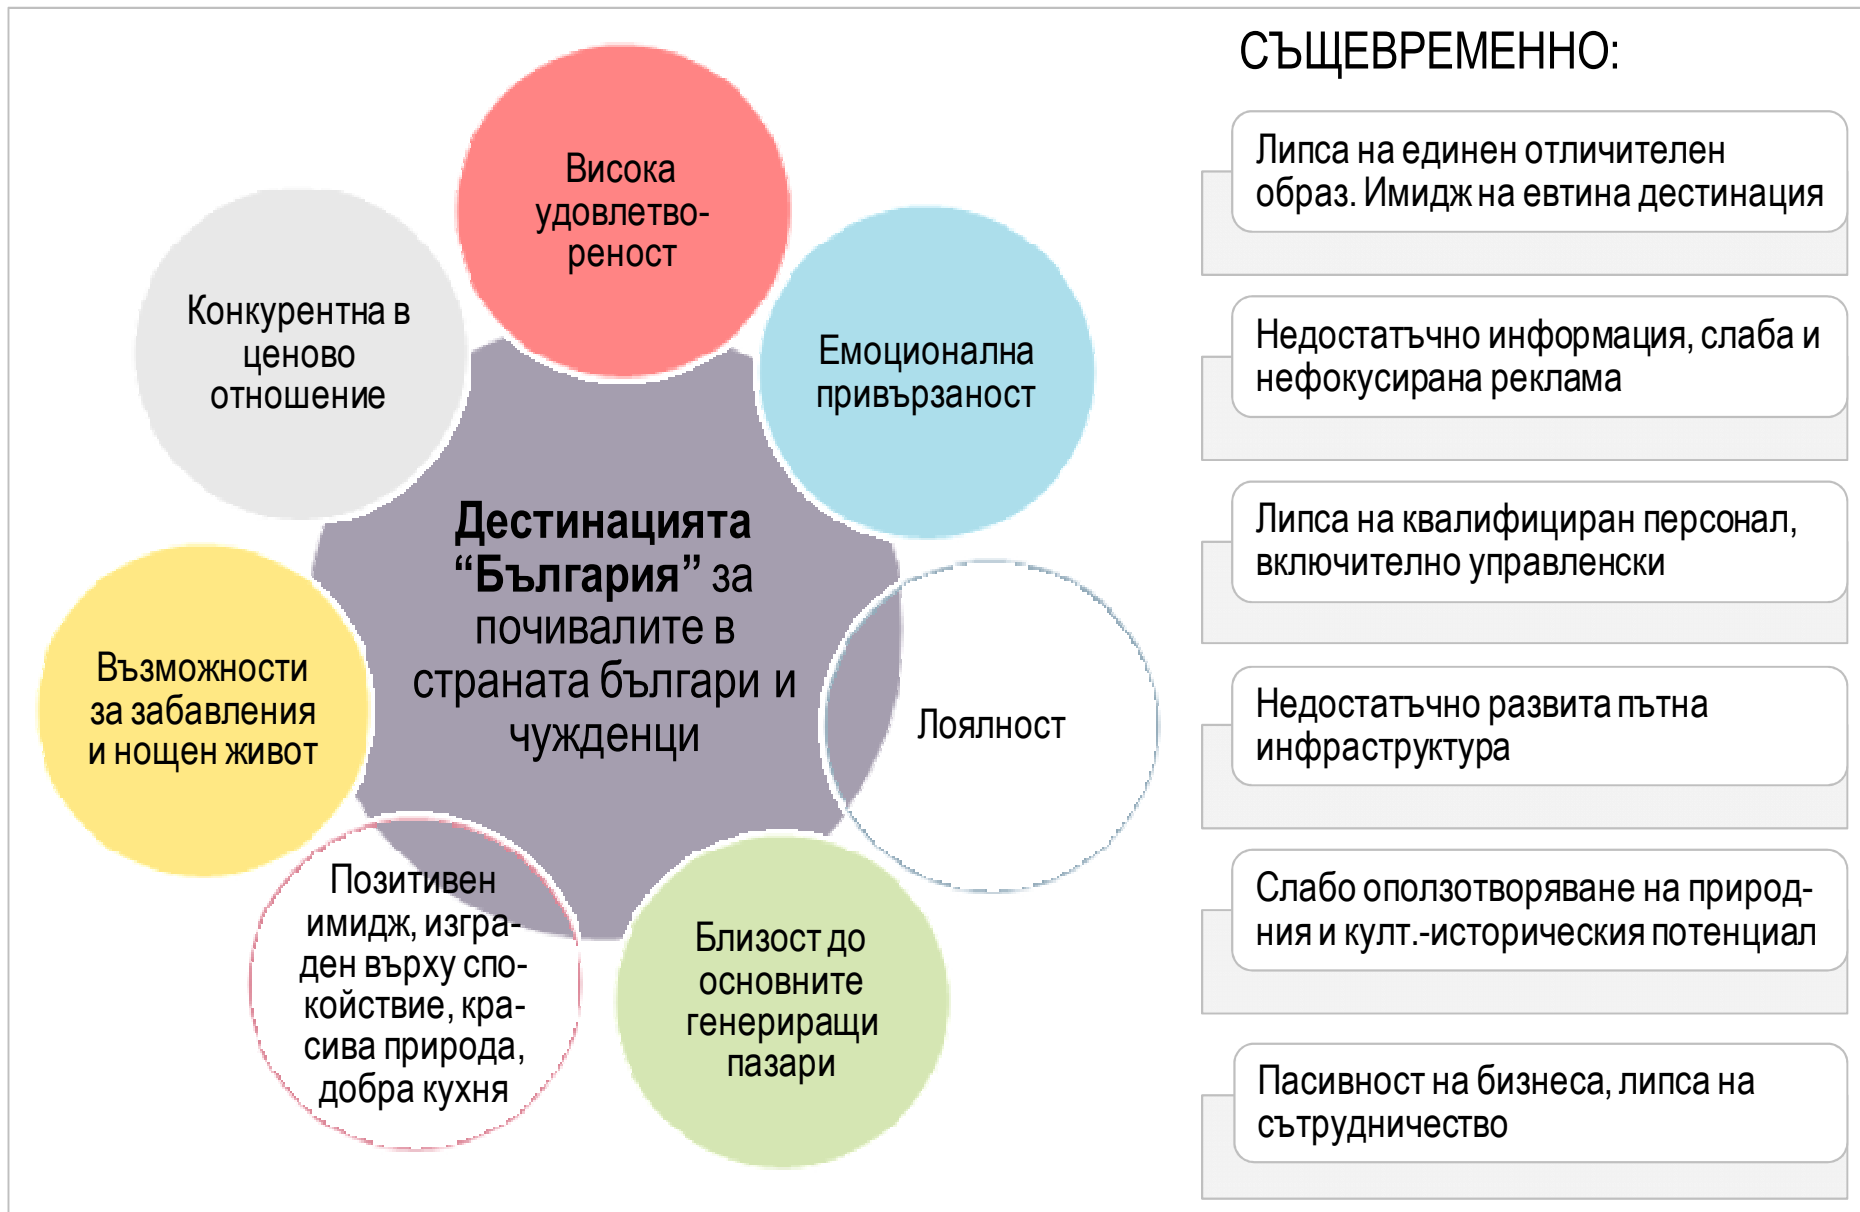 Висока
удовлетво-
реност
Емоционална
привързаност
Лоялност
Близост до
основните
генериращи
пазари
Позитивен
имидж, изгра-
ден върху спо-
койствие, кра-
сива природа,
добра кухня
Възможности
за забавления
и нощен живот
Конкурентна в
ценово
отношение
Дестинацията
“България” за
почивалите в
страната българи и
чужденци
СЪЩЕВРЕМЕННО:
Липса на единен отличителен
образ. Имидж на евтина дестинация
Недостатъчно информация, слаба и
нефокусирана реклама
Липса на квалифициран персонал,
включително управленски
Недостатъчно развита пътна
инфраструктура
Слабо оползотворяване на природ-
ния и култ.-историческия потенциал
Пасивност на бизнеса, липса на
сътрудничество